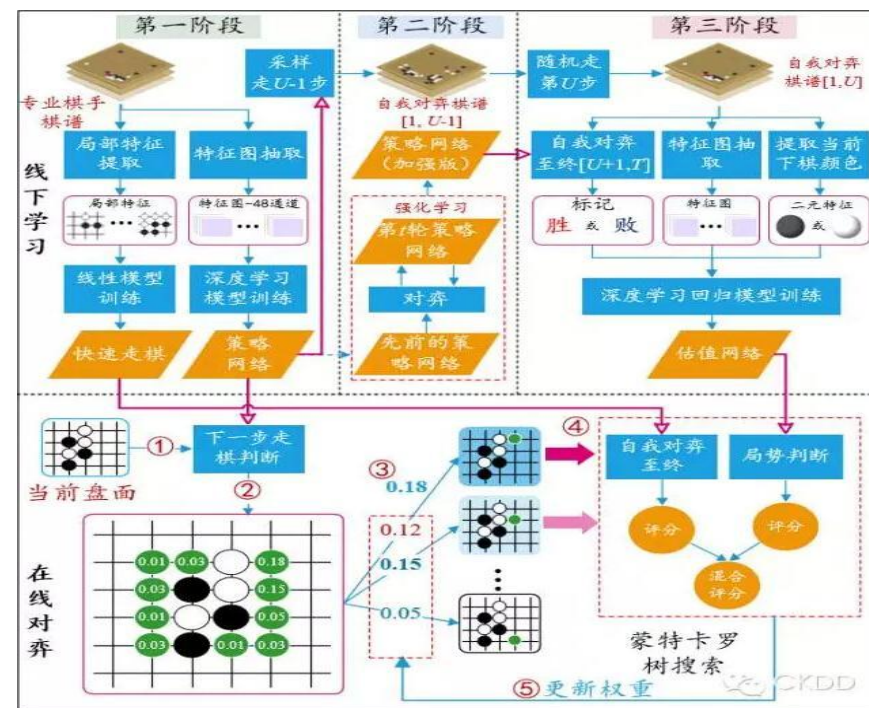 第一阶段
第二阶段
第三阶段
专业棋手
棋谱
采样
走U-1步
自我对弈棋谱
[1, U-1]
随机走
第U步
自我对弈
棋谱[1,U]
线下学习
局部特征
提取
特征图抽取
局部特征
...
特征图-48通道
...
线性模型
训练
深度学习
模型训练
快速走棋
策略
网络
策略网络
(加强版)
强化学习
第t轮策略
网络
对弈
先前的策
略网络
自我对弈
至终[U+1,T]
特征图抽
取
提取当前
下棋颜色
标记
胜 或 败
特征图
...
二元特征
或
深度学习回归模型训练
估值网络
在线对弈
当前盘面
①
下一步走
棋判断
②
0.01 0.03 0.18
0.03 0.15
0.01 0.05
0.03 0.01 0.03
③
0.18
0.12
0.15
0.05
④
自我对弈
至终
局势判断
评分
评分
混合
评分
蒙特卡罗
树搜索
⑤更新权重
CKDD